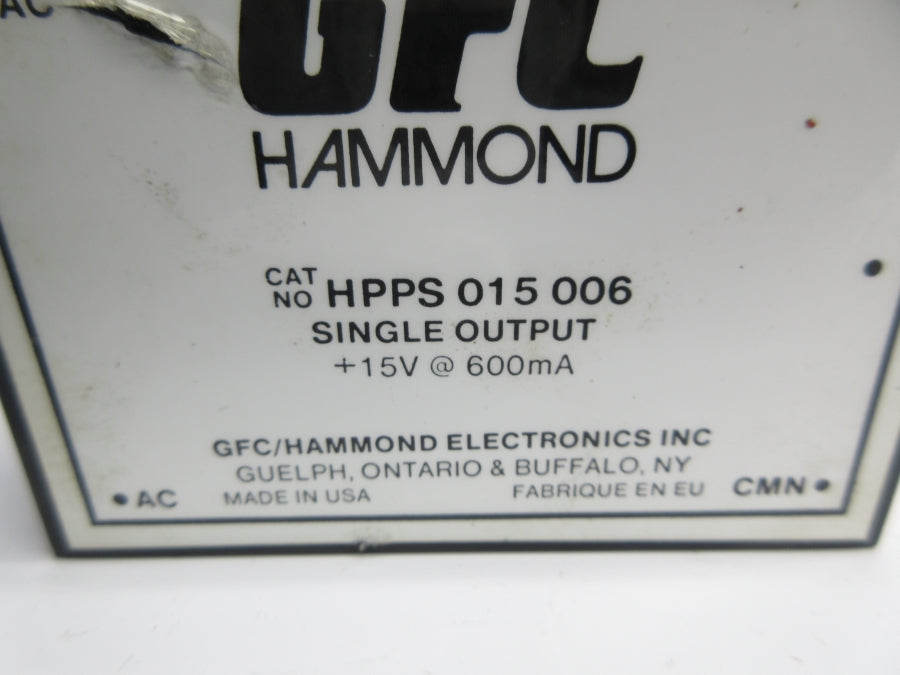 AC
GFC
HAMMOND
CAT NO HPPS 015 006
SINGLE OUTPUT
+15V @ 600mA
GFC/HAMMOND ELECTRONICS INC
GUELPH, ONTARIO & BUFFALO, NY
• AC MADE IN USA FABRIQUE EN EU CMN •